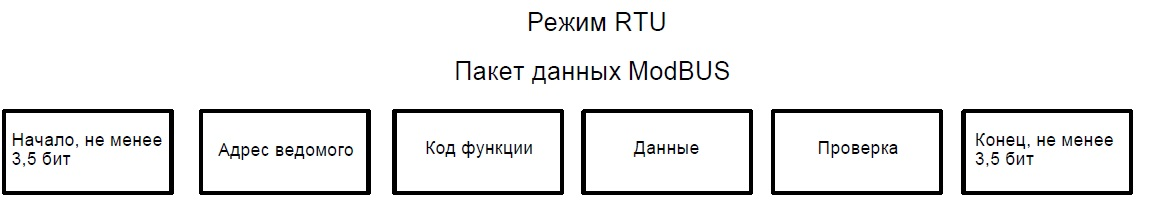 Режим RTU
Пакет данных ModBUS
Начало, не менее
3,5 бит
Адрес ведомого
Код функции
Данные
Проверка
Конец, не менее
3,5 бит